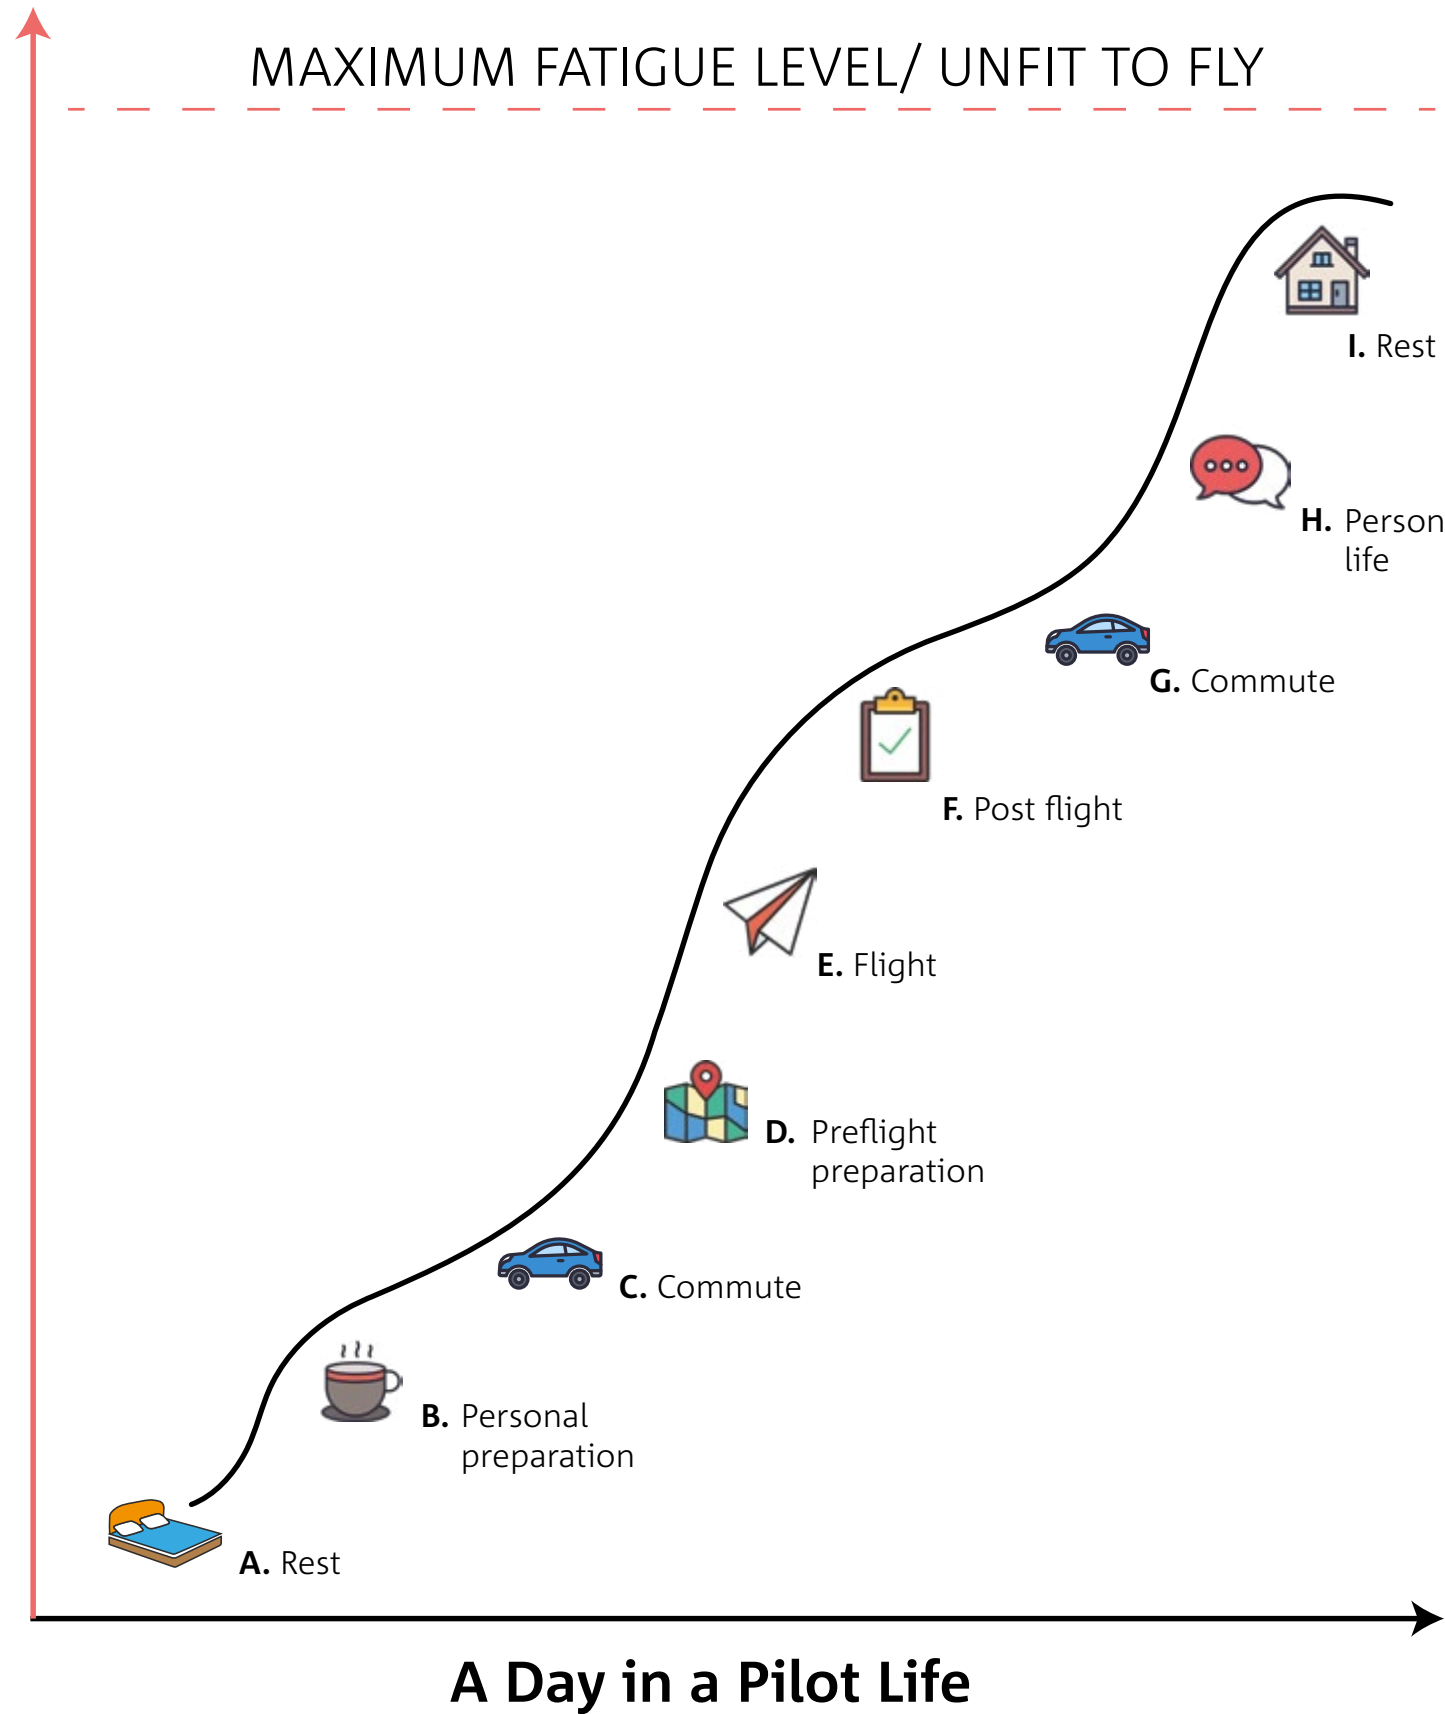 MAXIMUM FATIGUE LEVEL/ UNFIT TO FLY
I. Rest
H. Person
life
G. Commute
F. Post flight
E. Flight
D. Preflight
preparation
C. Commute
B. Personal
preparation
A. Rest
A Day in a Pilot Life